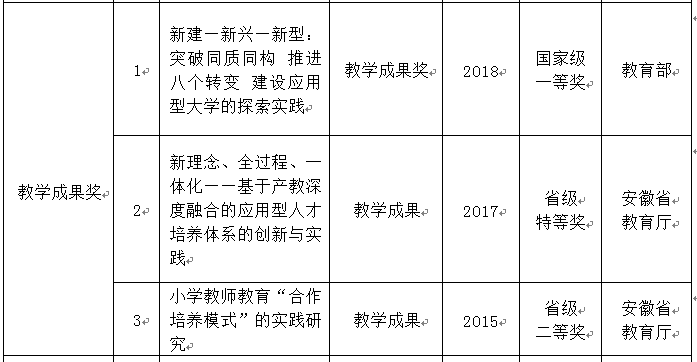 教学成果奖
1
新建一新兴一新型：
突破同质同构 推进
八个转变 建设应用
型大学的探索实践
教学成果奖
2018
国家级
一等奖
教育部
2
新理念、全过程、一
体化——基于产教深
度融合的应用型人才
培养体系的创新与实
践
教学成果
2017
省级
特等奖
安徽省
教育厅
3
小学教师教育“合作
培养模式”的实践研
究
教学成果
2015
省级
二等奖
安徽省
教育厅